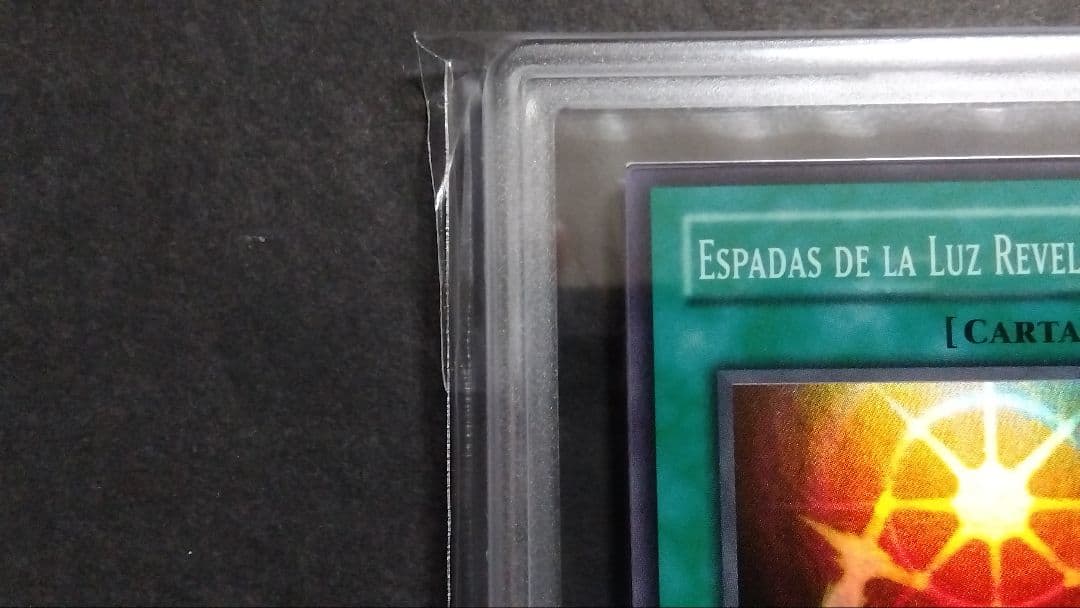 ESPADAS DE LA LUZ REVEL
[CARTA